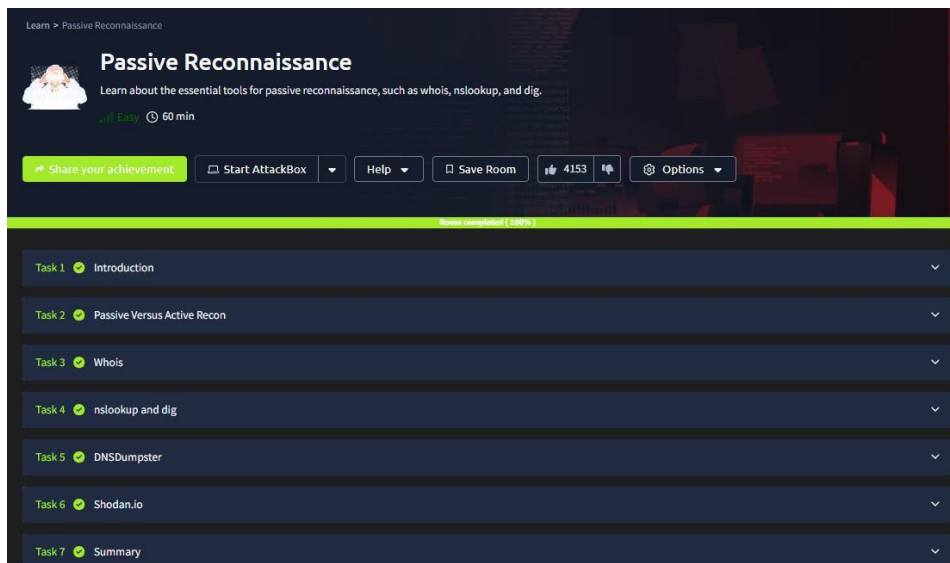 Learn > Passive Reconnaissance
Passive Reconnaissance
Learn about the essential tools for passive reconnaissance, such as whois, nslookup, and dig.
Easy 60 min
Share your achievement Start AttackBox Help Save Room 4153 Options
Room completed ( 100% )
Task 1 Introduction
Task 2 Passive Versus Active Recon
Task 3 Whois
Task 4 nslookup and dig
Task 5 DNSDumpster
Task 6 Shodan.io
Task 7 Summary